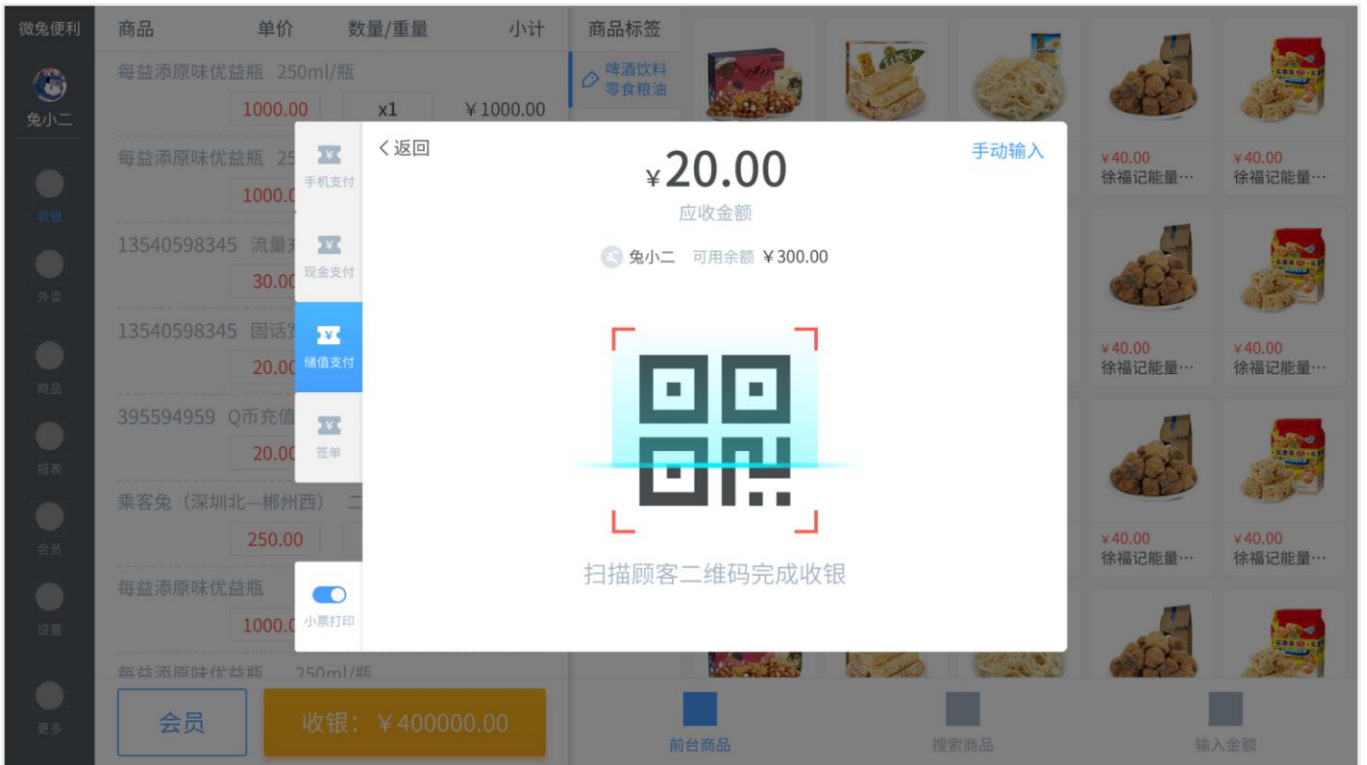 微兔便利
兔小二
收银
外卖
商品
报表
会员
设置
更多
商品 单价 数量/重量 小计
每益添原味优益瓶 250ml/瓶
1000.00 x1 ￥1000.00
每益添原味优益瓶 25
1000.0
13540598345 流量
30.00
13540598345 固话
20.00
395594959 Q币充值
20.00
乘客兔（深圳北—郴州西） 二
250.00
每益添原味优益瓶
1000.0
每益添原味优益瓶 250ml/瓶
会员
收银：￥400000.00
商品标签
啤酒饮料
零食粮油
手机支付
现金支付
储值支付
签单
小票打印
返回
手动输入
¥20.00
应收金额
兔小二 可用余额 ￥300.00
扫描顾客二维码完成收银
¥40.00 ¥40.00
徐福记能量… 徐福记能量…
¥40.00 ¥40.00
徐福记能量… 徐福记能量…
¥40.00 ¥40.00
徐福记能量… 徐福记能量…
前台商品 搜索商品 输入金额